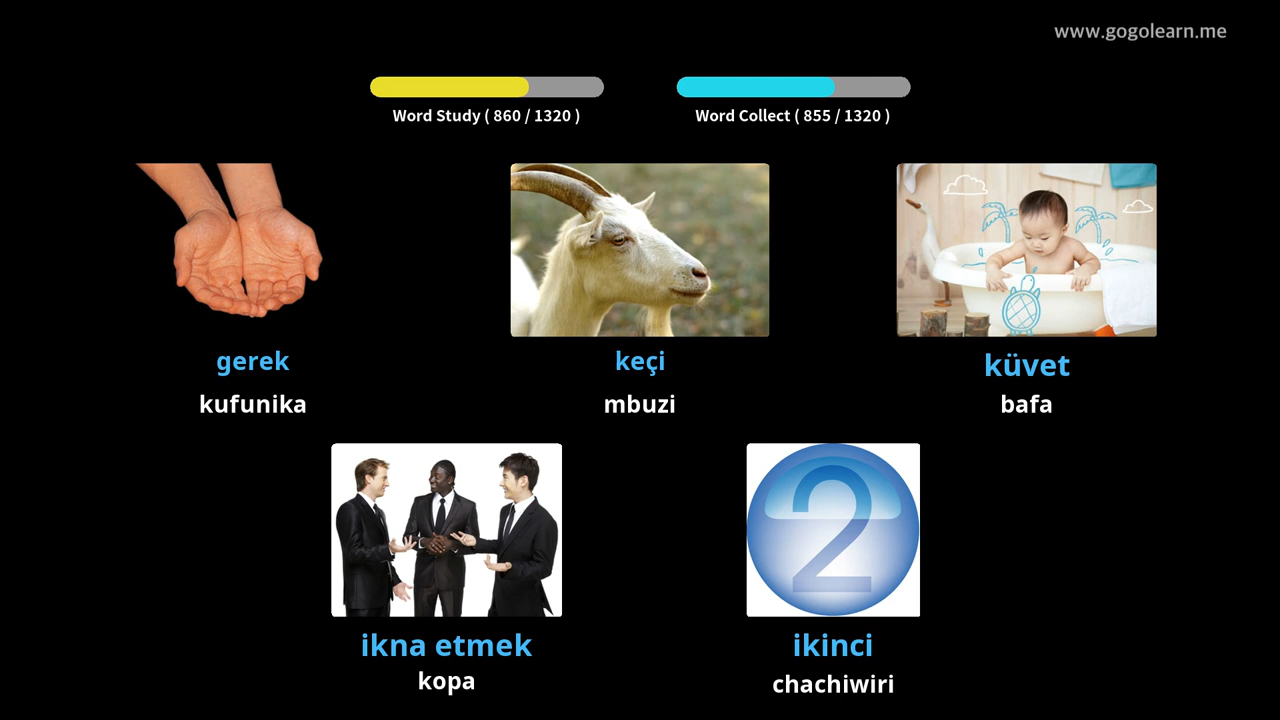 www.gogolearn.me
Word Study ( 860 / 1320 )
Word Collect ( 855 / 1320 )
gerek
kufunika
keçi
mbuzi
küvet
bafa
ikna etmek
kopa
2
ikinci
chachiwiri